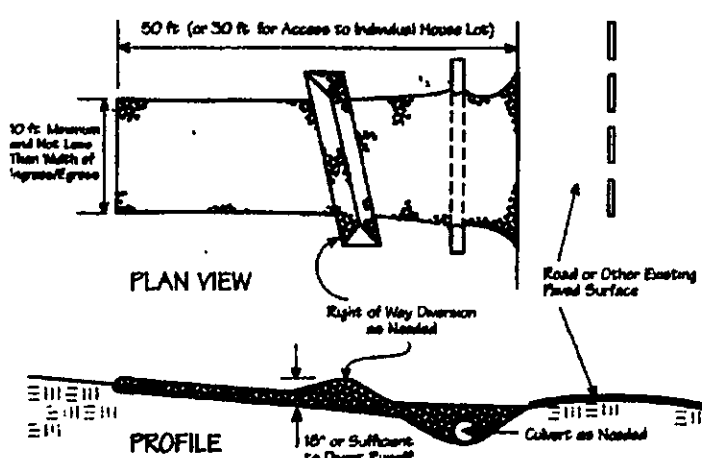 50 ft (or 30 ft for Access to Individual House Lot)
10 ft Minimum
and Not Less
Than Width of
Ingress/Egress
PLAN VIEW
Right of Way Diversion
as Needed
Road or Other Existing
Paved Surface
18" or Sufficient
to Divert Runoff
Culvert as Needed
PROFILE